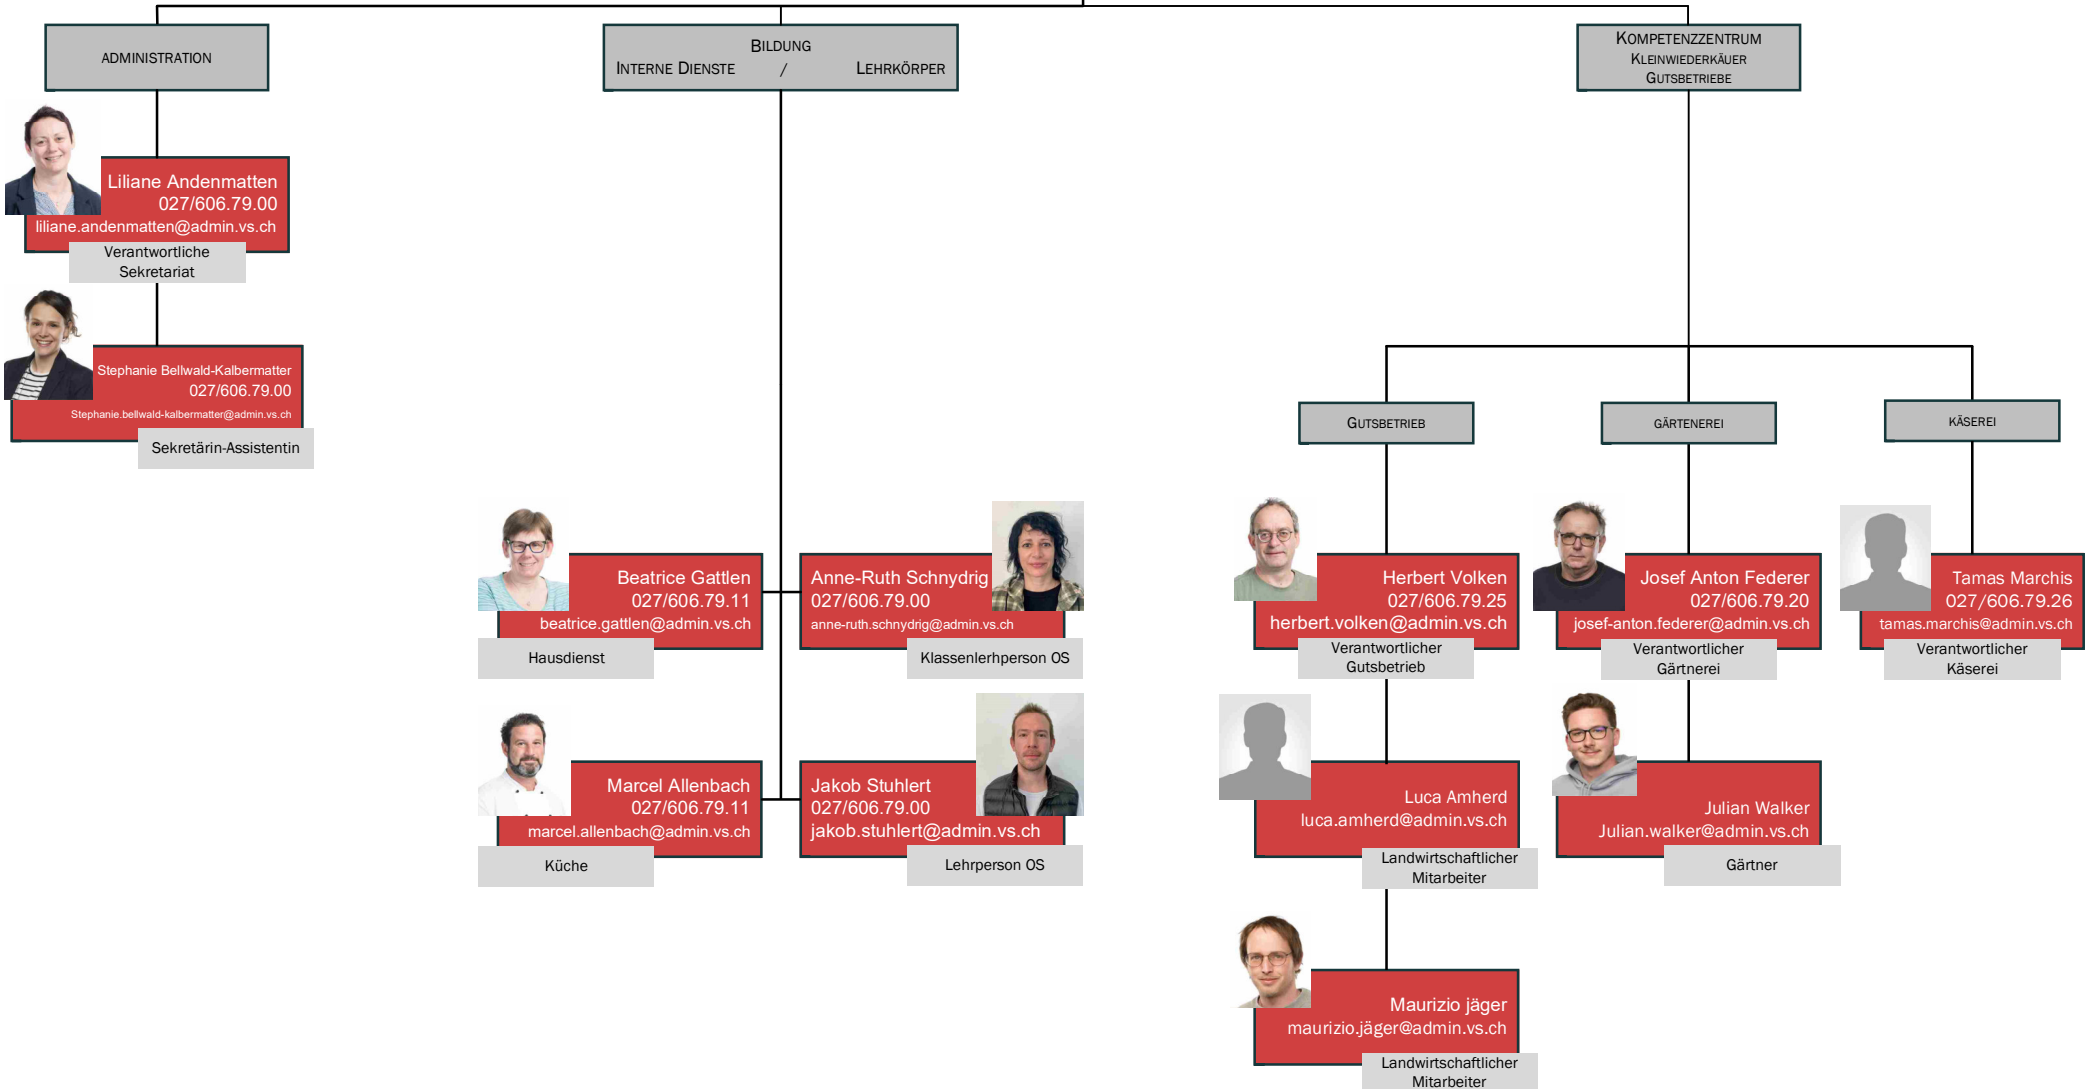 ADMINISTRATION
BILDUNG
INTERNE DIENSTE / LEHRKÖRPER
KOMPETENZZENTRUM
KLEINWIEDERKÄUER
GUTSBETRIEBE
Liliane Andenmatten
027/606.79.00
liliane.andenmatten@admin.vs.ch
Verantwortliche
Sekretariat
Stephanie Bellwald-Kalbermatter
027/606.79.00
Stephanie.bellwald-kalbermatter@admin.vs.ch
Sekretärin-Assistentin
Beatrice Gattlen
027/606.79.11
beatrice.gattlen@admin.vs.ch
Hausdienst
Anne-Ruth Schnydrig
027/606.79.00
anne-ruth.schnydrig@admin.vs.ch
Klassenlerhperson OS
Marcel Allenbach
027/606.79.11
marcel.allenbach@admin.vs.ch
Küche
Jakob Stuhlert
027/606.79.00
jakob.stuhlert@admin.vs.ch
Lehrperson OS
GUTSBETRIEB
GÄRTENEREI
KÄSEREI
Herbert Volken
027/606.79.25
herbert.volken@admin.vs.ch
Verantwortlicher
Gutsbetrieb
Josef Anton Federer
027/606.79.20
josef-anton.federer@admin.vs.ch
Verantwortlicher
Gärtnerei
Tamas Marchis
027/606.79.26
tamas.marchis@admin.vs.ch
Verantwortlicher
Käserei
Luca Amherd
luca.amherd@admin.vs.ch
Landwirtschaftlicher
Mitarbeiter
Julian Walker
Julian.walker@admin.vs.ch
Gärtner
Maurizio jäger
maurizio.jäger@admin.vs.ch
Landwirtschaftlicher
Mitarbeiter